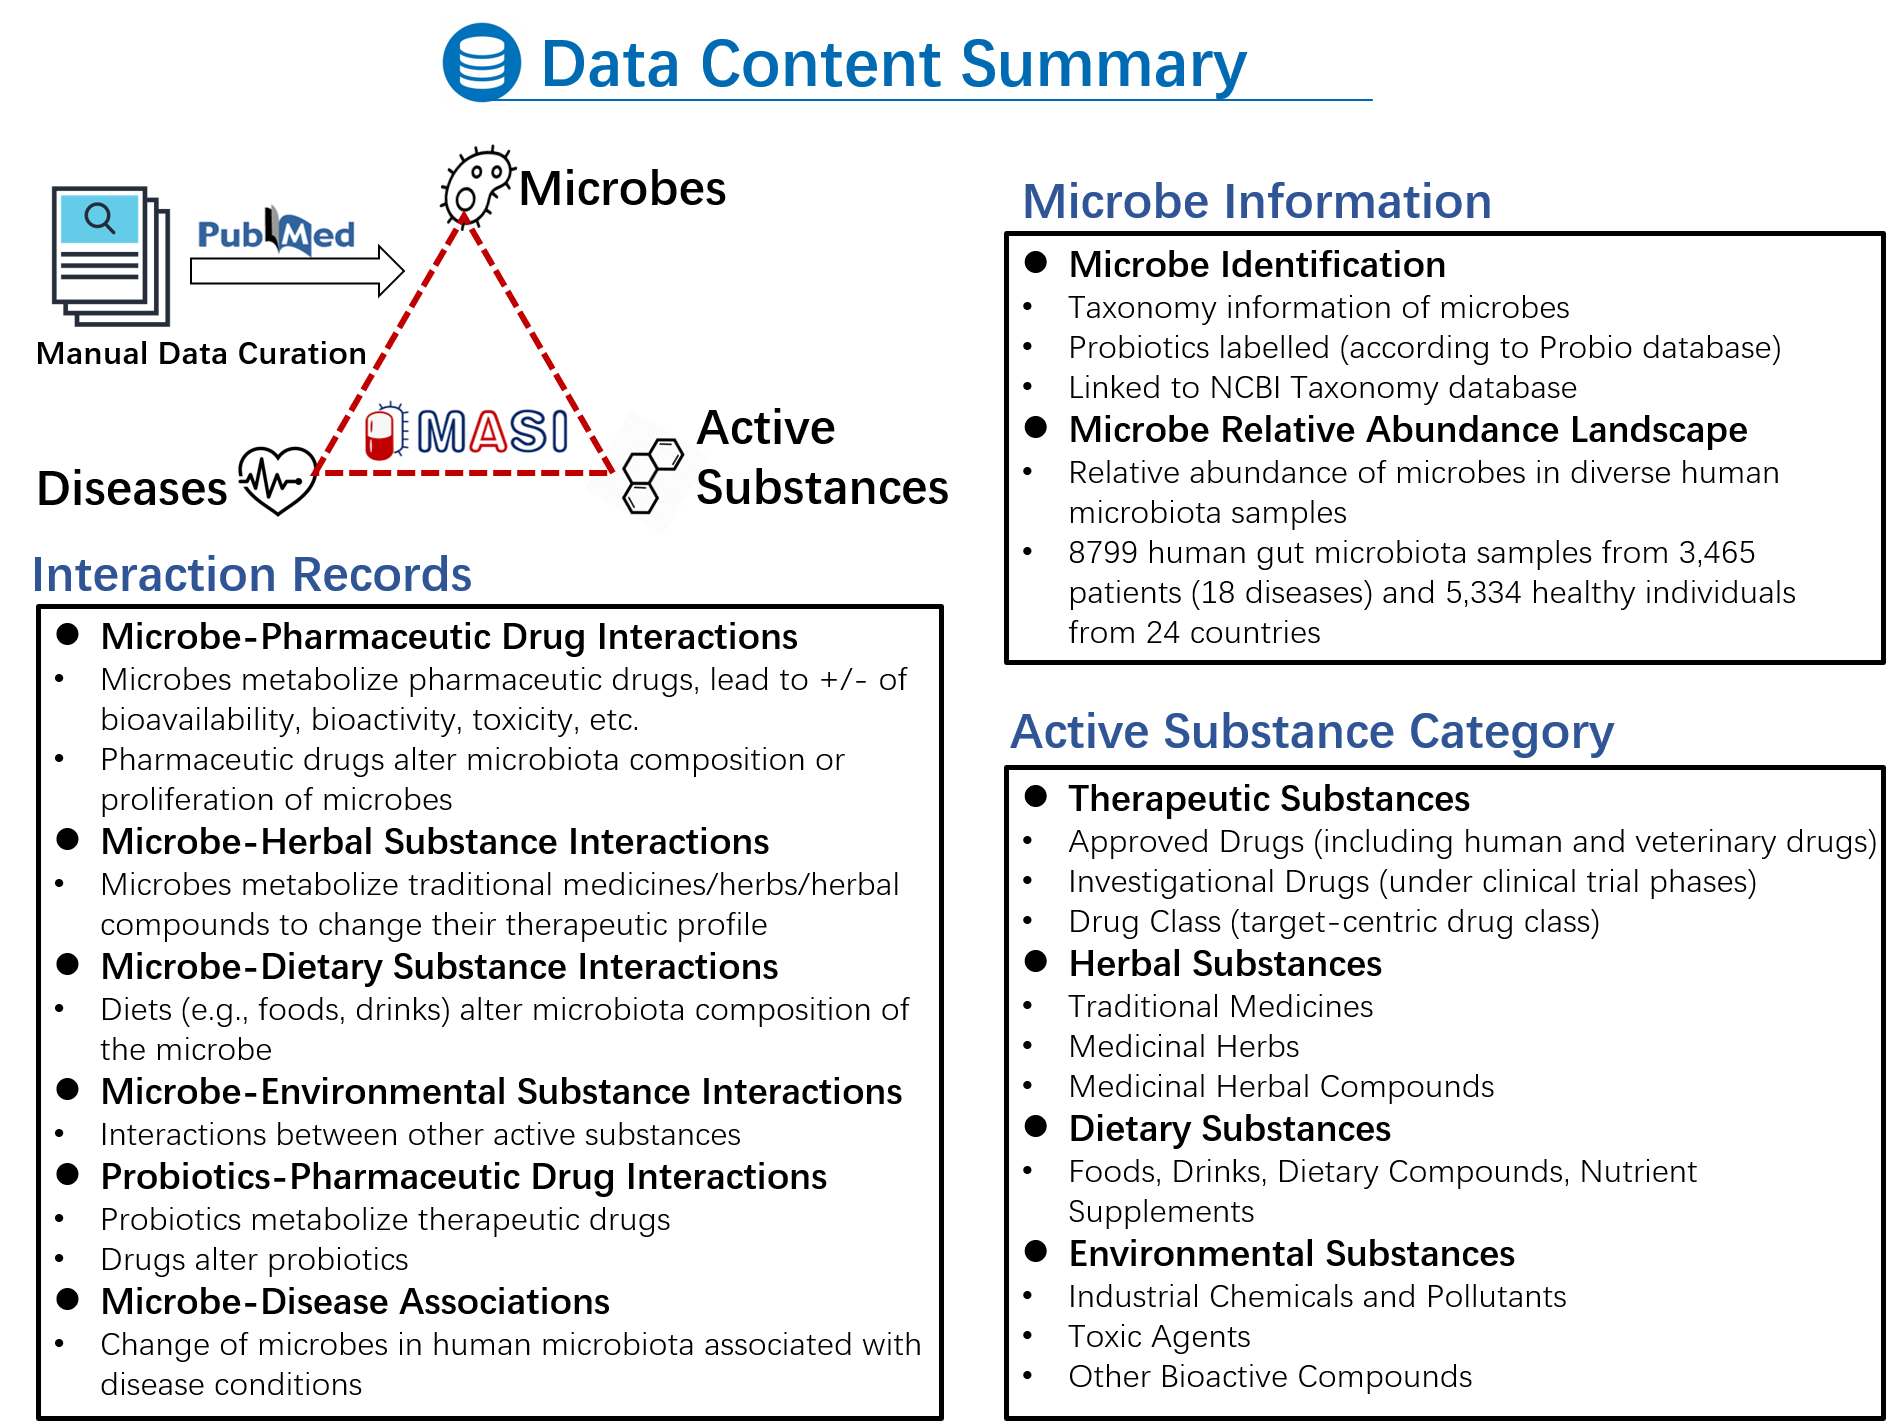 Data Content Summary
Microbes
PubMed
Manual Data Curation
MASI
Diseases
Active
Substances
Interaction Records
● Microbe-Pharmaceutic Drug Interactions
• Microbes metabolize pharmaceutic drugs, lead to +/- of
bioavailability, bioactivity, toxicity, etc.
• Pharmaceutic drugs alter microbiota composition or
proliferation of microbes
● Microbe-Herbal Substance Interactions
• Microbes metabolize traditional medicines/herbs/herbal
compounds to change their therapeutic profile
● Microbe-Dietary Substance Interactions
• Diets (e.g., foods, drinks) alter microbiota composition of
the microbe
● Microbe-Environmental Substance Interactions
• Interactions between other active substances
● Probiotics-Pharmaceutic Drug Interactions
• Probiotics metabolize therapeutic drugs
• Drugs alter probiotics
● Microbe-Disease Associations
• Change of microbes in human microbiota associated with
disease conditions
Microbe Information
● Microbe Identification
• Taxonomy information of microbes
• Probiotics labelled (according to Probio database)
• Linked to NCBI Taxonomy database
● Microbe Relative Abundance Landscape
• Relative abundance of microbes in diverse human
microbiota samples
• 8799 human gut microbiota samples from 3,465
patients (18 diseases) and 5,334 healthy individuals
from 24 countries
Active Substance Category
● Therapeutic Substances
• Approved Drugs (including human and veterinary drugs)
• Investigational Drugs (under clinical trial phases)
• Drug Class (target-centric drug class)
● Herbal Substances
• Traditional Medicines
• Medicinal Herbs
• Medicinal Herbal Compounds
● Dietary Substances
• Foods, Drinks, Dietary Compounds, Nutrient
Supplements
● Environmental Substances
• Industrial Chemicals and Pollutants
• Toxic Agents
• Other Bioactive Compounds